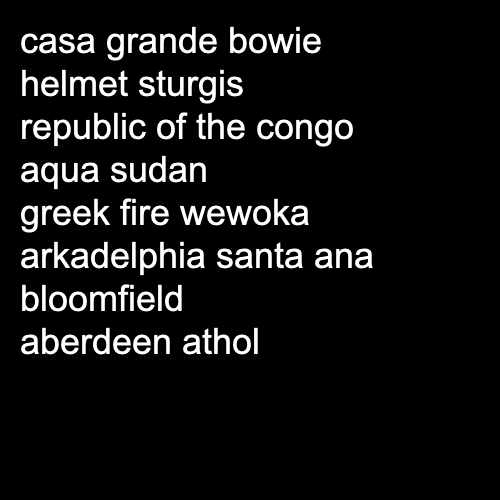 casa grande bowie
helmet sturgis
republic of the congo
aqua sudan
greek fire wewoka
arkadelphia santa ana
bloomfield
aberdeen athol